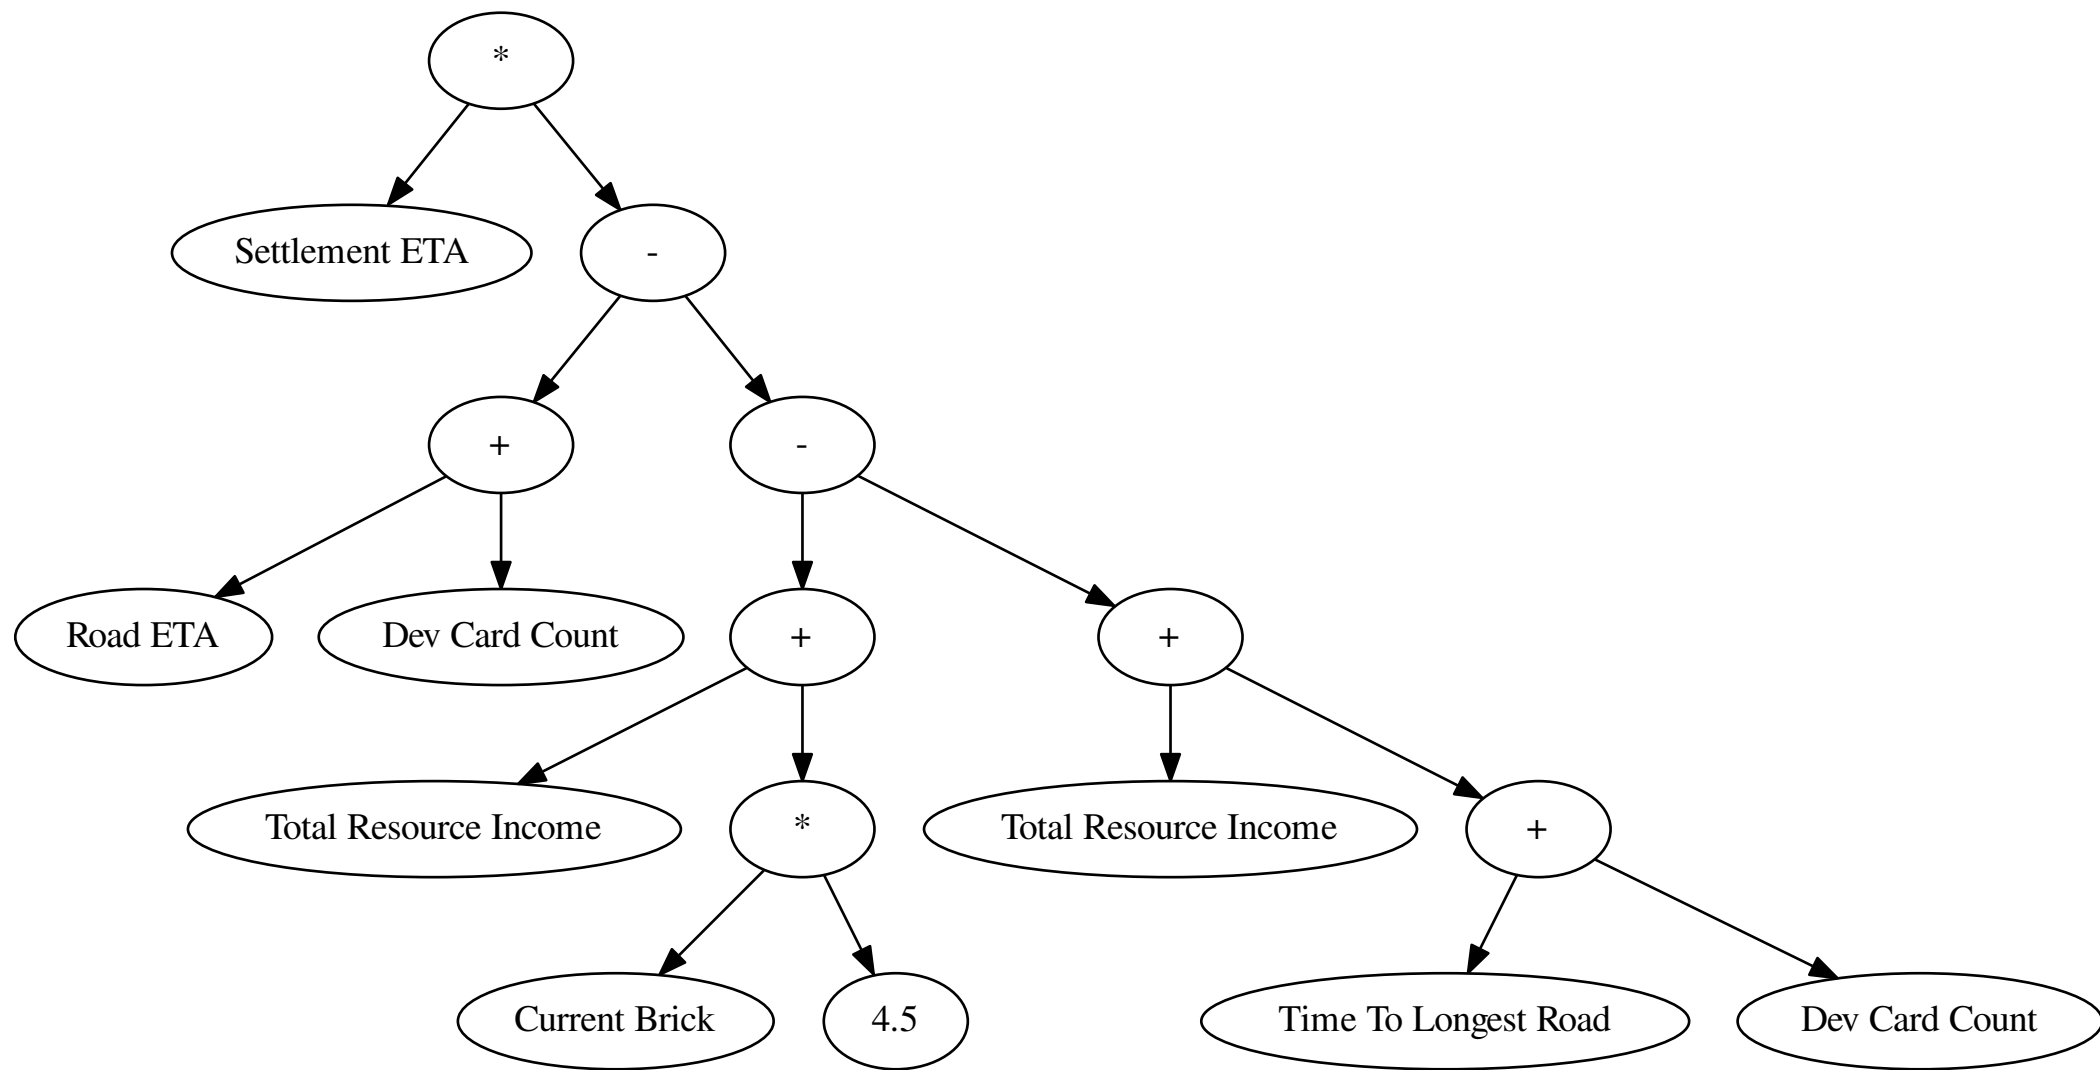 *
Settlement ETA
-
+
-
Road ETA
Dev Card Count
+
+
Total Resource Income
*
Total Resource Income
+
Current Brick
4.5
Time To Longest Road
Dev Card Count